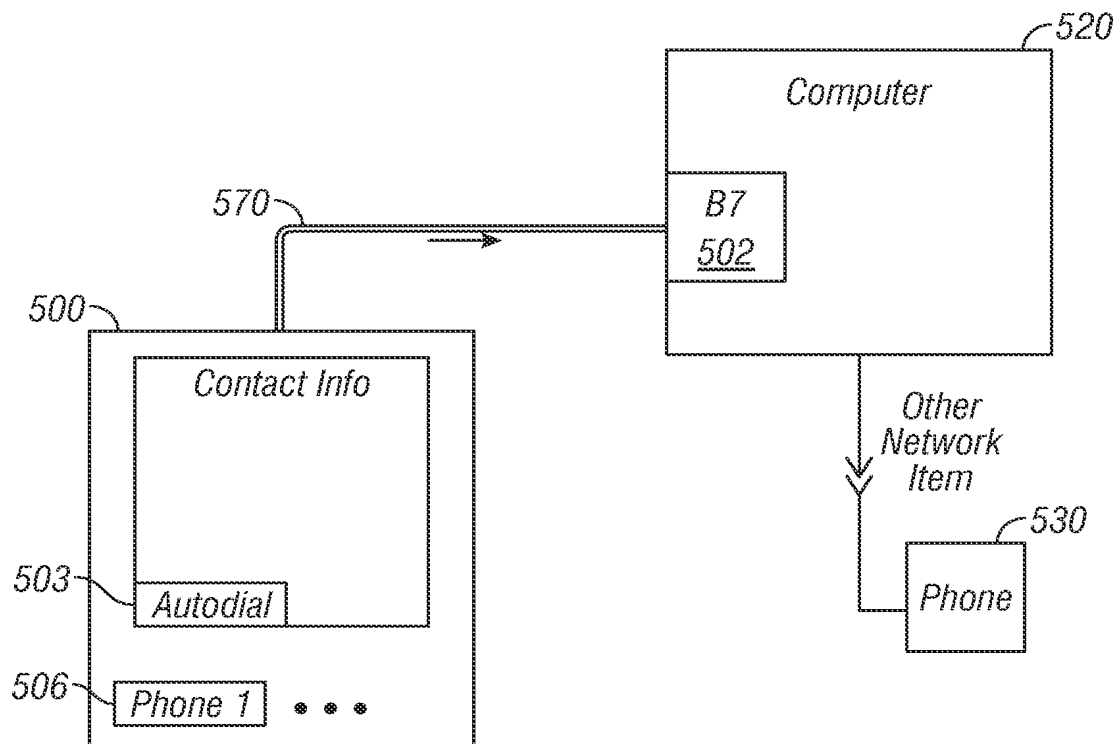 520
Computer
570
B7
502
500
Contact Info
Other
Network
Item
530
503
Autodial
Phone
506
Phone 1